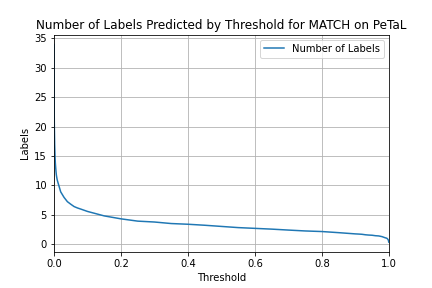 Number of Labels Predicted by Threshold for MATCH on PeTaL
Number of Labels
35
30
25
20
15
10
5
0
Labels
0.0 0.2 0.4 0.6 0.8 1.0
Threshold